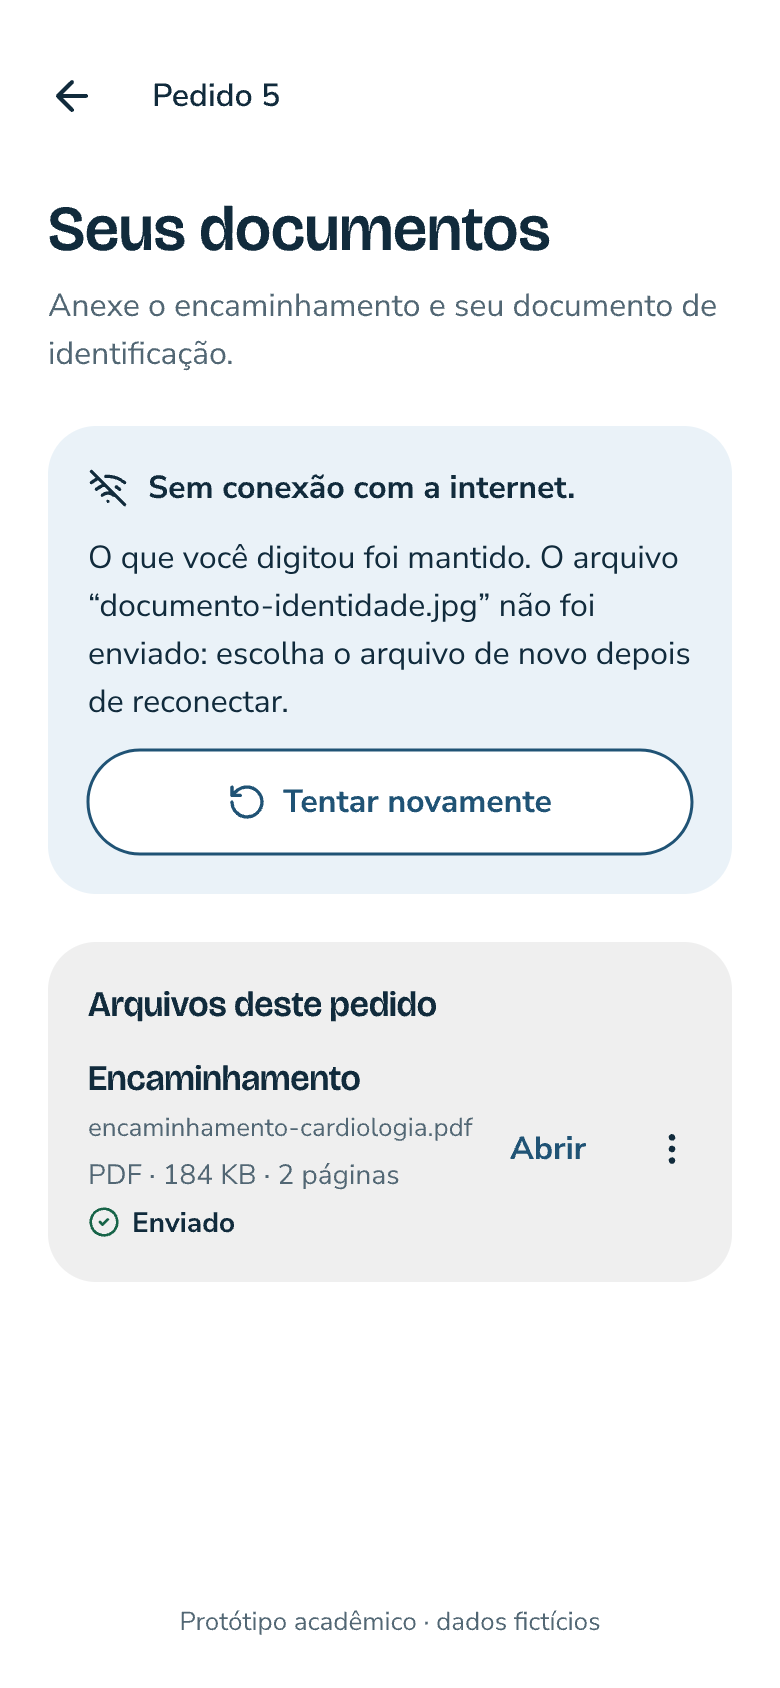 Pedido 5
Seus documentos
Anexe o encaminhamento e seu documento de
identificação.
Sem conexão com a internet.
O que você digitou foi mantido. O arquivo
“documento-identidade.jpg” não foi
enviado: escolha o arquivo de novo depois
de reconectar.
Tentar novamente
Arquivos deste pedido
Encaminhamento
encaminhamento-cardiologia.pdf
PDF · 184 KB · 2 páginas
Abrir
Enviado
Protótipo acadêmico · dados fictícios